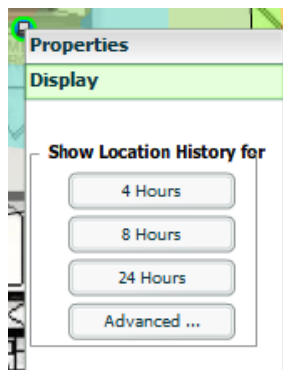 Properties
Display
Show Location History for
4 Hours
8 Hours
24 Hours
Advanced ...